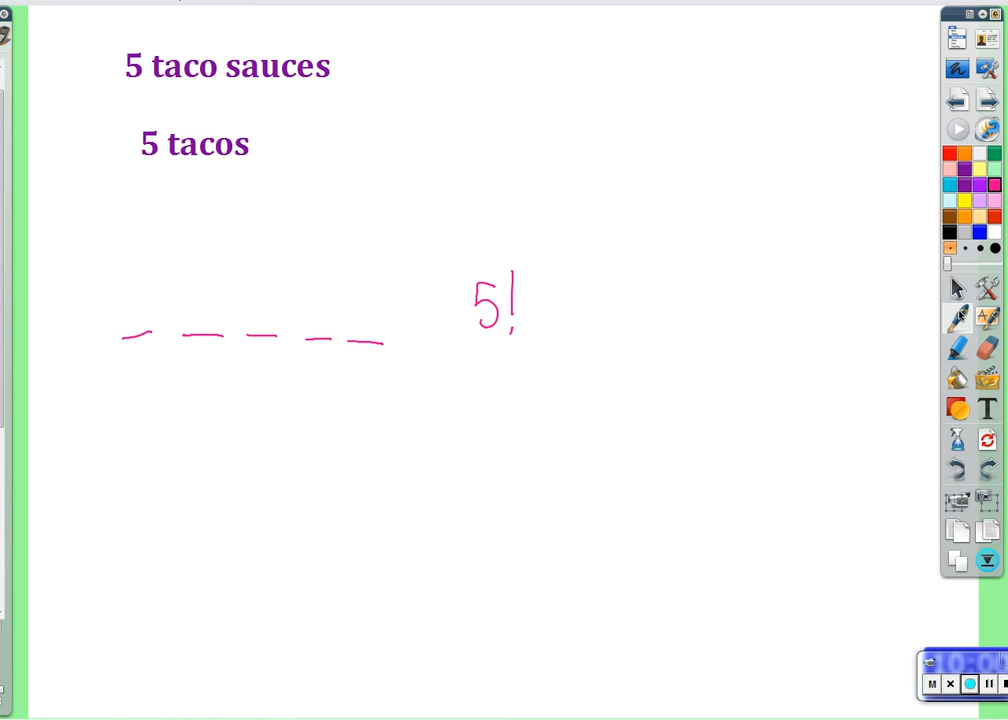 5 taco sauces
5 tacos
_ _ _ _ _ 5!